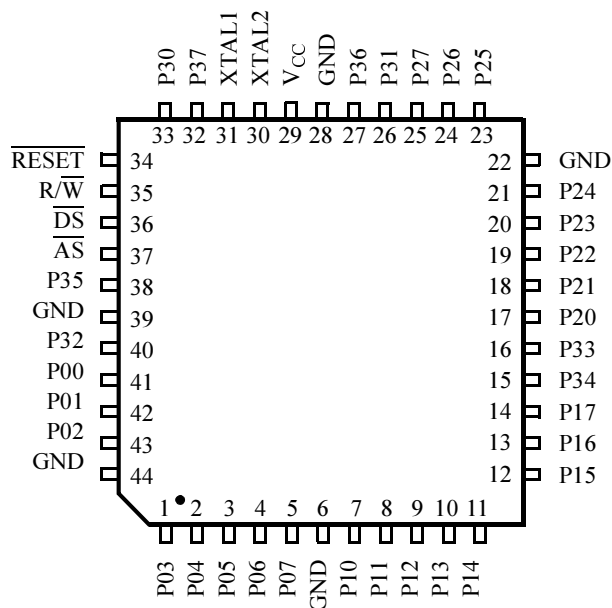 P30 P37 XTAL1 XTAL2 VCC GND P36 P31 P27 P26 P25
33 32 31 30 29 28 27 26 25 24 23
RESET 34 22 GND
R/W 35 21 P24
DS 36 20 P23
AS 37 19 P22
P35 38 18 P21
GND 39 17 P20
P32 40 16 P33
P00 41 15 P34
P01 42 14 P17
P02 43 13 P16
GND 44 12 P15
1 2 3 4 5 6 7 8 9 10 11
P03 P04 P05 P06 P07 GND P10 P11 P12 P13 P14